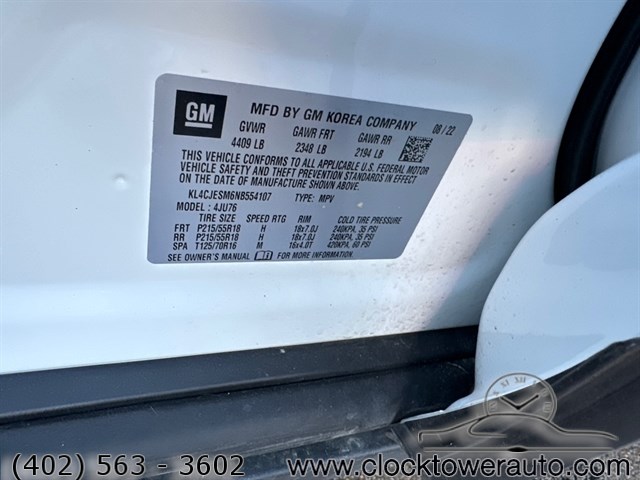 GM
MFD BY GM KOREA COMPANY 08/22
GVWR GAWR FRT GAWR RR
4409 LB 2348 LB 2194 LB
THIS VEHICLE CONFORMS TO ALL APPLICABLE U.S. FEDERAL MOTOR
VEHICLE SAFETY AND THEFT PREVENTION STANDARDS IN EFFECT ON THE
DATE OF MANUFACTURE SHOWN ABOVE.
KL4CJESM6NB554107 TYPE: MPV
MODEL: 4JU76
TIRE SIZE SPEED RTG RIM COLD TIRE PRESSURE
FRT P215/55R18 H 18x7.0J 240KPA, 35 PSI
RR P215/55R18 H 18x7.0J 240KPA, 35 PSI
SPA T125/70R16 M 16x4.0T 420KPA, 60 PSI
SEE OWNER'S MANUAL FOR MORE INFORMATION.
(402) 563 - 3602 www.clocktowerauto.com